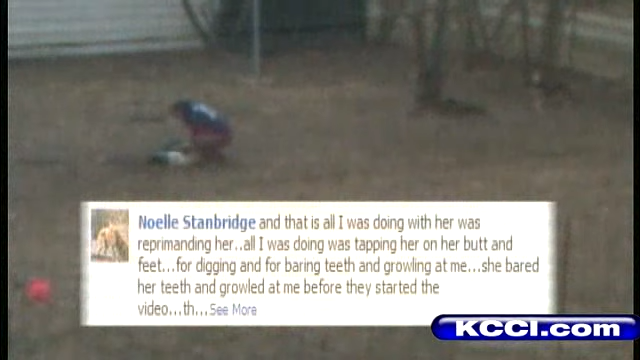 Noelle Stanbridge and that is all I was doing with her was
reprimanding her..all I was doing was tapping her on her butt and
feet...for digging and for baring teeth and growling at me...she bared
her teeth and growled at me before they started the
video...th...See More
KCCI.com